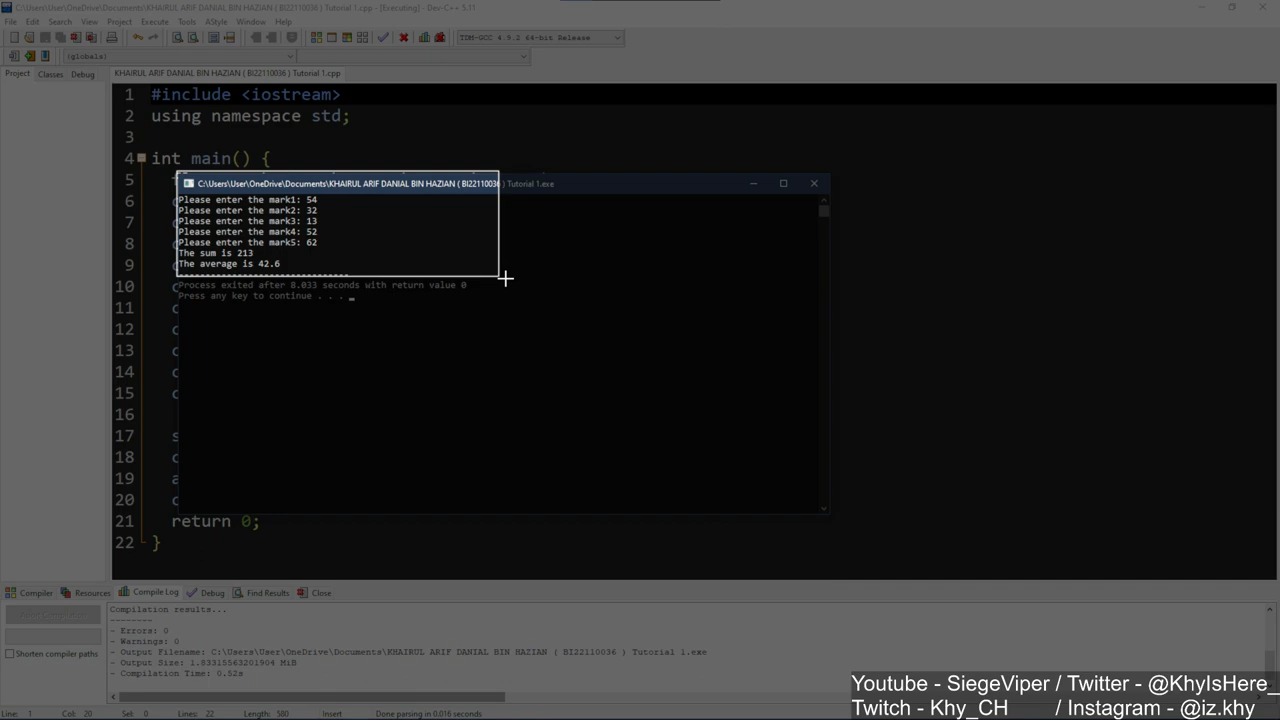 C:\Users\User\OneDrive\Documents\KHAIRUL ARIF DANIAL BIN HAZIAN ( BI22110036 ) Tutorial 1.cpp - [Executing] - Dev-C++ 5.11
File Edit Search View Project Execute Tools AStyle Window Help
TDM-GCC 4.9.2 64-bit Release
(globals)
Project Classes Debug
KHAIRUL ARIF DANIAL BIN HAZIAN ( BI22110036 ) Tutorial 1.cpp
1 #include <iostream>
2 using namespace std;
3
4 int main() {
5
6
7
8
9
10
11
12
13
14
15
16
17
18
19
20
21 return 0;
22 }
C:\Users\User\OneDrive\Documents\KHAIRUL ARIF DANIAL BIN HAZIAN ( BI22110036 ) Tutorial 1.exe
Please enter the mark1: 54
Please enter the mark2: 32
Please enter the mark3: 13
Please enter the mark4: 52
Please enter the mark5: 62
The sum is 213
The average is 42.6
--------------------------------
Process exited after 8.033 seconds with return value 0
Press any key to continue . . .
Compiler Resources Compile Log Debug Find Results Close
Shorten compiler paths
Compilation results...
--------
- Errors: 0
- Warnings: 0
- Output Filename: C:\Users\User\OneDrive\Documents\KHAIRUL ARIF DANIAL BIN HAZIAN ( BI22110036 ) Tutorial 1.exe
- Output Size: 1.83315563201904 MiB
- Compilation Time: 0.52s
Line: 1 Col: 20 Sel: 0 Lines: 22 Length: 580 Insert Done parsing in 0.016 seconds
Youtube - SiegeViper / Twitter - @KhyIsHere_
Twitch - Khy_CH / Instagram - @iz.khy